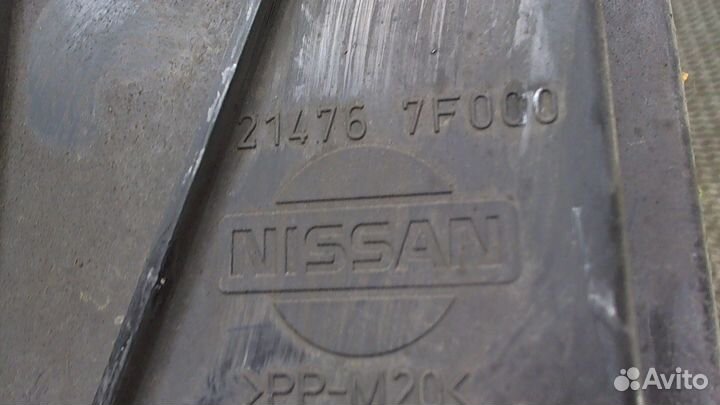 21476 7F000
NISSAN
>PP-M20<
Avito